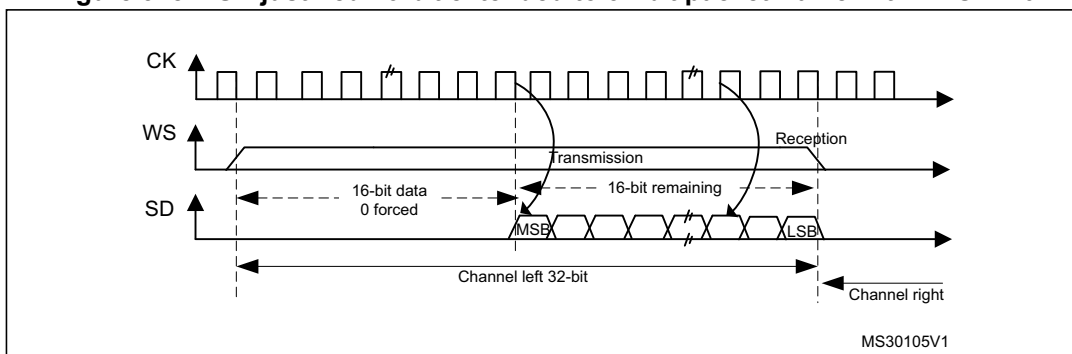 CK
WS
Reception
Transmission
16-bit data
0 forced
16-bit remaining
SD
MSB
LSB
Channel left 32-bit
Channel right
MS30105V1